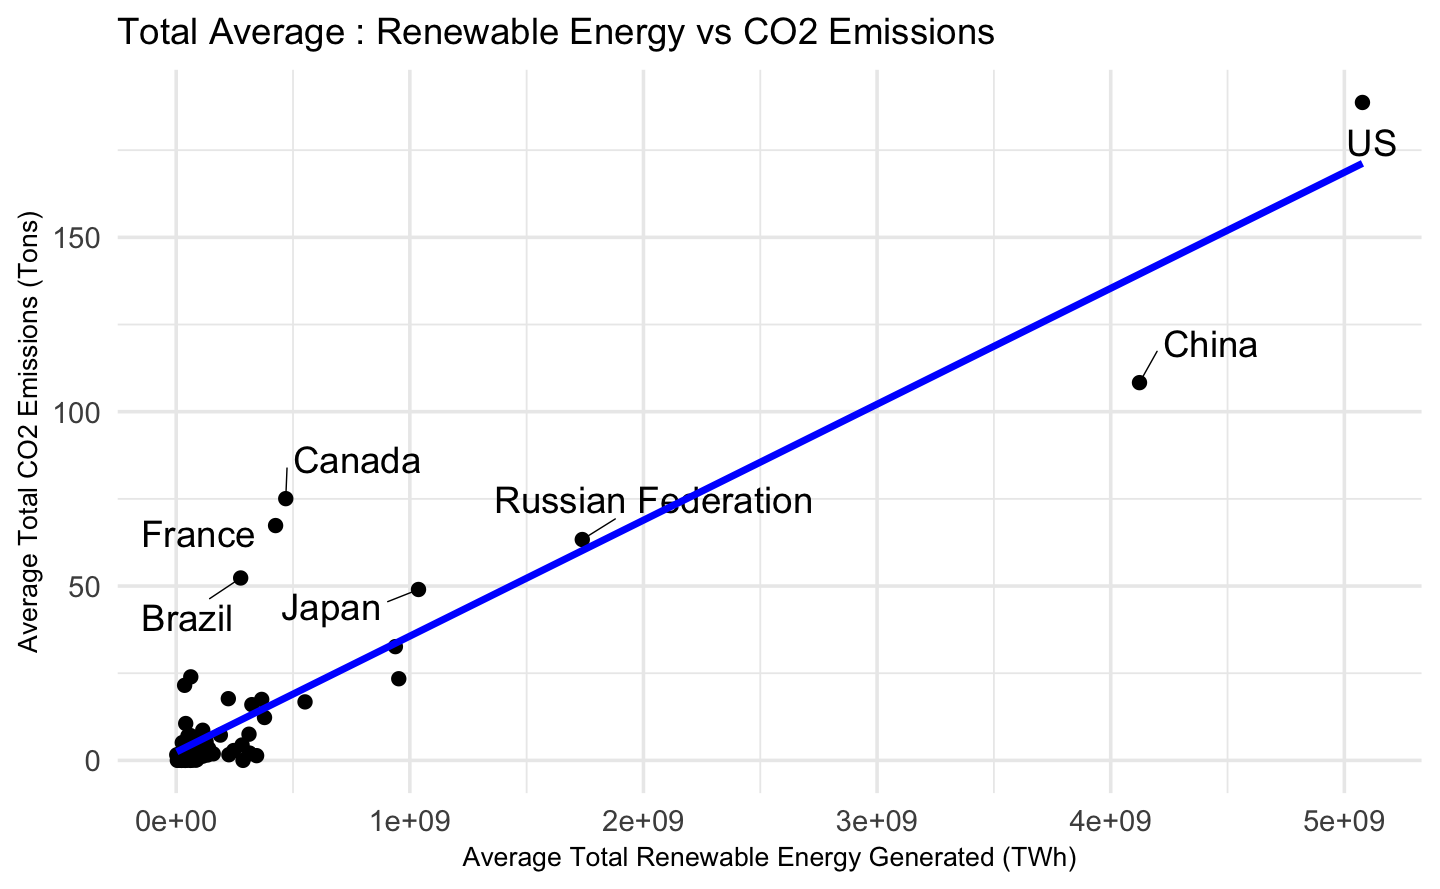 Total Average : Renewable Energy vs CO2 Emissions
US
150
China
100
Canada
Russian Federation
France
50
Japan
Brazil
0
0e+00 1e+09 2e+09 3e+09 4e+09 5e+09
Average Total Renewable Energy Generated (TWh)
Average Total CO2 Emissions (Tons)